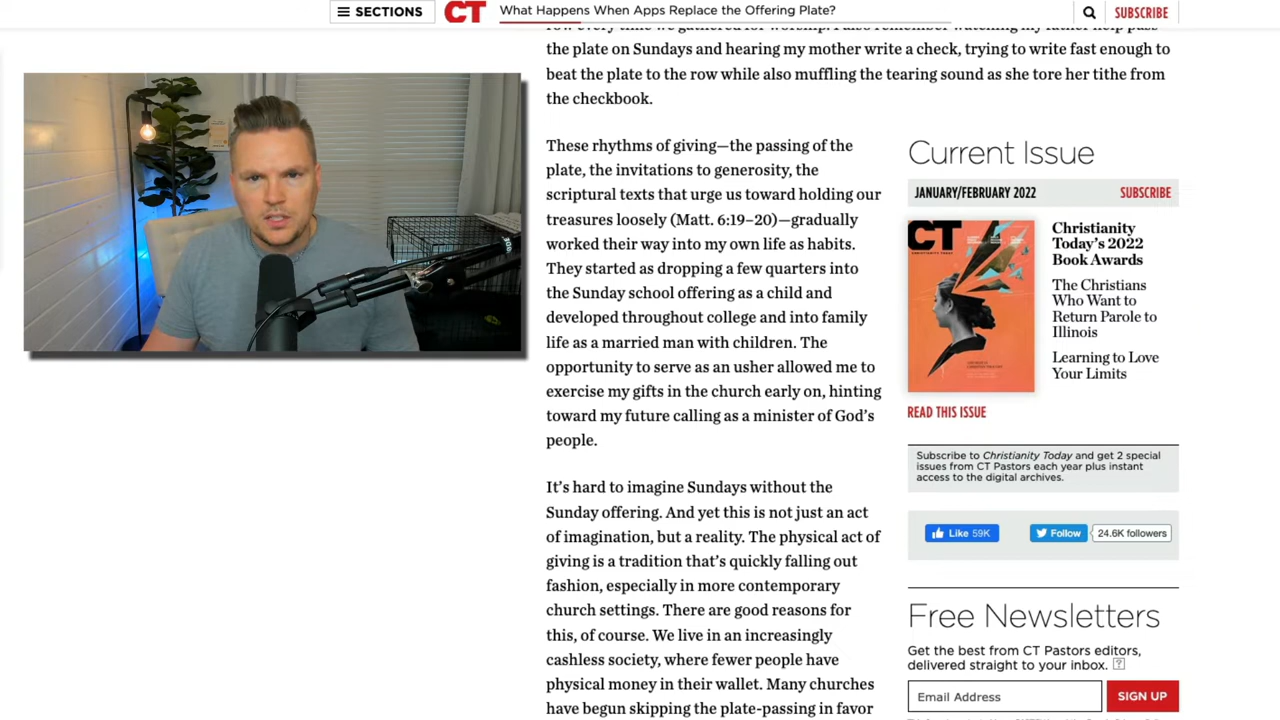 SECTIONS
CT
What Happens When Apps Replace the Offering Plate?
SUBSCRIBE
the plate on Sundays and hearing my mother write a check, trying to write fast enough to
beat the plate to the row while also muffling the tearing sound as she tore her tithe from
the checkbook.
These rhythms of giving—the passing of the
plate, the invitations to generosity, the
scriptural texts that urge us toward holding our
treasures loosely (Matt. 6:19–20)—gradually
worked their way into my own life as habits.
They started as dropping a few quarters into
the Sunday school offering as a child and
developed throughout college and into family
life as a married man with children. The
opportunity to serve as an usher allowed me to
exercise my gifts in the church early on, hinting
toward my future calling as a minister of God's
people.
It's hard to imagine Sundays without the
Sunday offering. And yet this is not just an act
of imagination, but a reality. The physical act of
giving is a tradition that's quickly falling out
fashion, especially in more contemporary
church settings. There are good reasons for
this, of course. We live in an increasingly
cashless society, where fewer people have
physical money in their wallet. Many churches
have begun skipping the plate-passing in favor
Current Issue
JANUARY/FEBRUARY 2022
SUBSCRIBE
CT
Christianity
Today's 2022
Book Awards
The Christians
Who Want to
Return Parole to
Illinois
Learning to Love
Your Limits
READ THIS ISSUE
Subscribe to Christianity Today and get 2 special
issues from CT Pastors each year plus instant
access to the digital archives.
Like 59K
Follow
24.6K followers
Free Newsletters
Get the best from CT Pastors editors,
delivered straight to your inbox. [?]
Email Address
SIGN UP